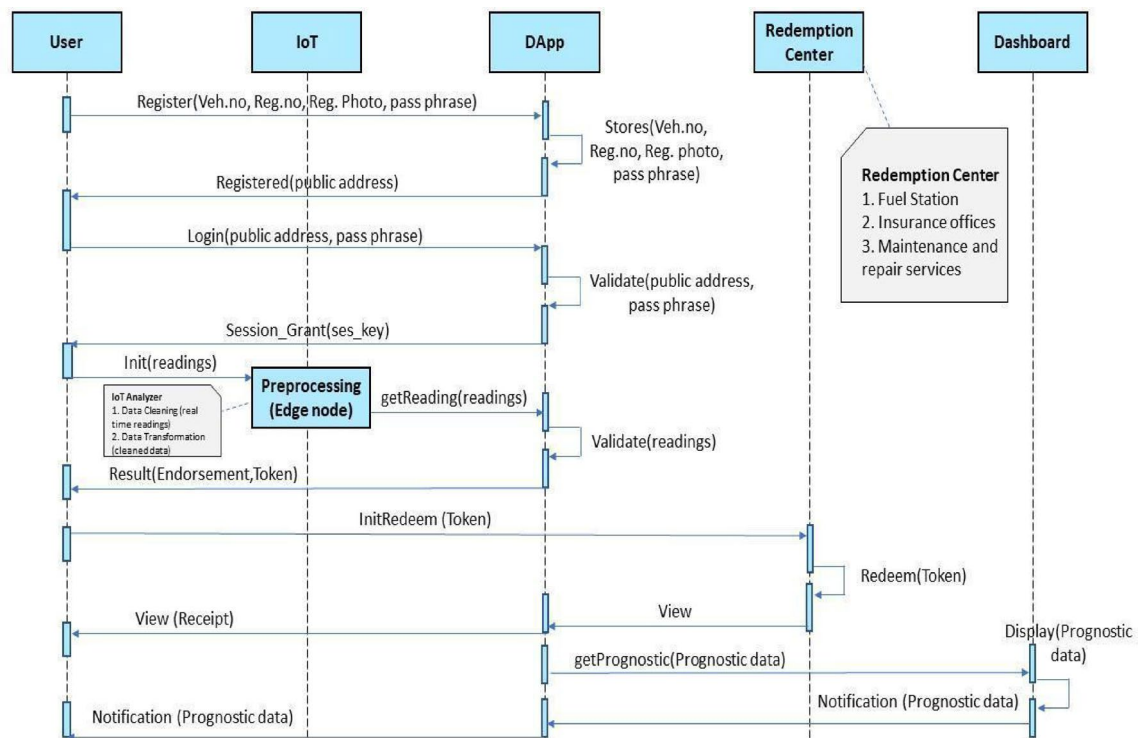 User
IoT
DApp
Redemption
Center
Dashboard
Register(Veh.no, Reg.no, Reg. Photo, pass phrase)
Stores(Veh.no,
Reg.no, Reg. photo,
pass phrase)
Redemption Center
1. Fuel Station
2. Insurance offices
3. Maintenance and
repair services
Registered(public address)
Login(public address, pass phrase)
Validate(public address,
pass phrase)
Session_Grant(ses_key)
Init(readings)
Preprocessing
(Edge node)
IoT Analyzer
1. Data Cleaning (real
time readings)
2. Data Transformation
(cleaned data)
getReading(readings)
Validate(readings)
Result(Endorsement,Token)
InitRedeem (Token)
Redeem(Token)
View
View (Receipt)
Display(Prognostic
data)
getPrognostic(Prognostic data)
Notification (Prognostic data)
Notification (Prognostic data)